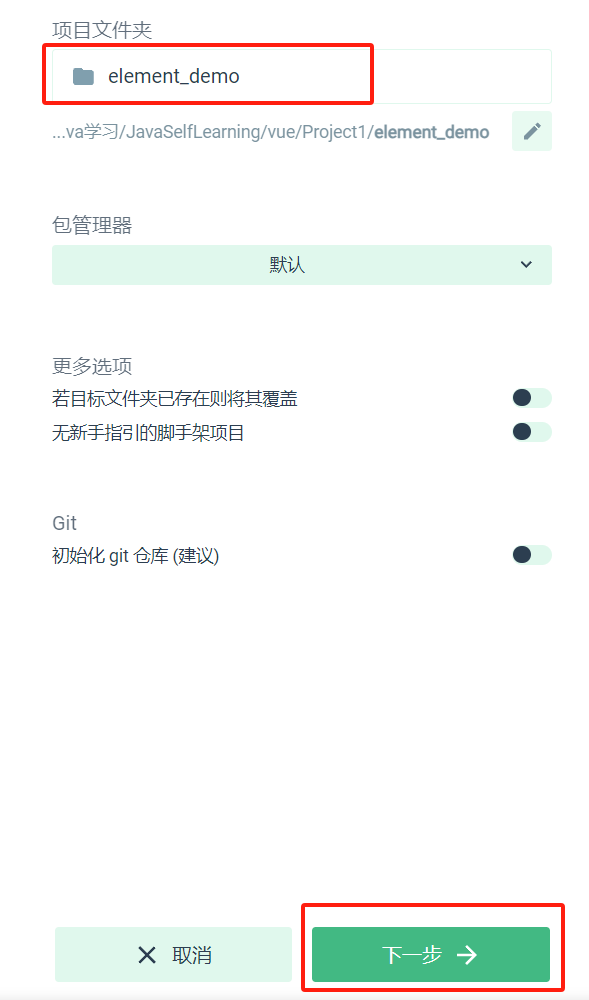 项目文件夹
element_demo
...va学习/JavaSelfLearning/vue/Project1/element_demo
包管理器
默认
更多选项
若目标文件夹已存在则将其覆盖
无新手指引的脚手架项目
Git
初始化 git 仓库 (建议)
取消
下一步